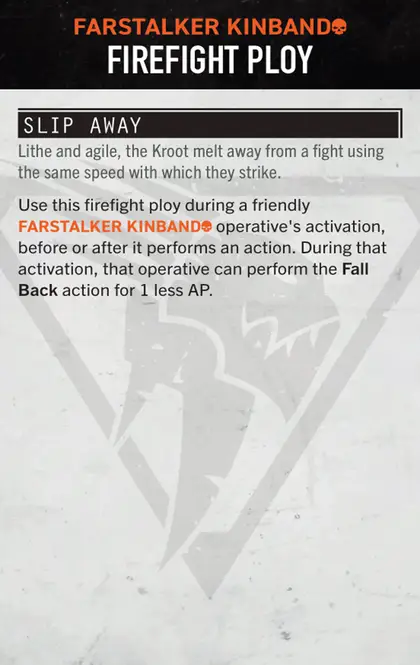 FARSTALKER KINBAND
FIREFIGHT PLOY
SLIP AWAY
Lithe and agile, the Kroot melt away from a fight using
the same speed with which they strike.
Use this firefight ploy during a friendly
FARSTALKER KINBAND operative's activation,
before or after it performs an action. During that
activation, that operative can perform the Fall
Back action for 1 less AP.